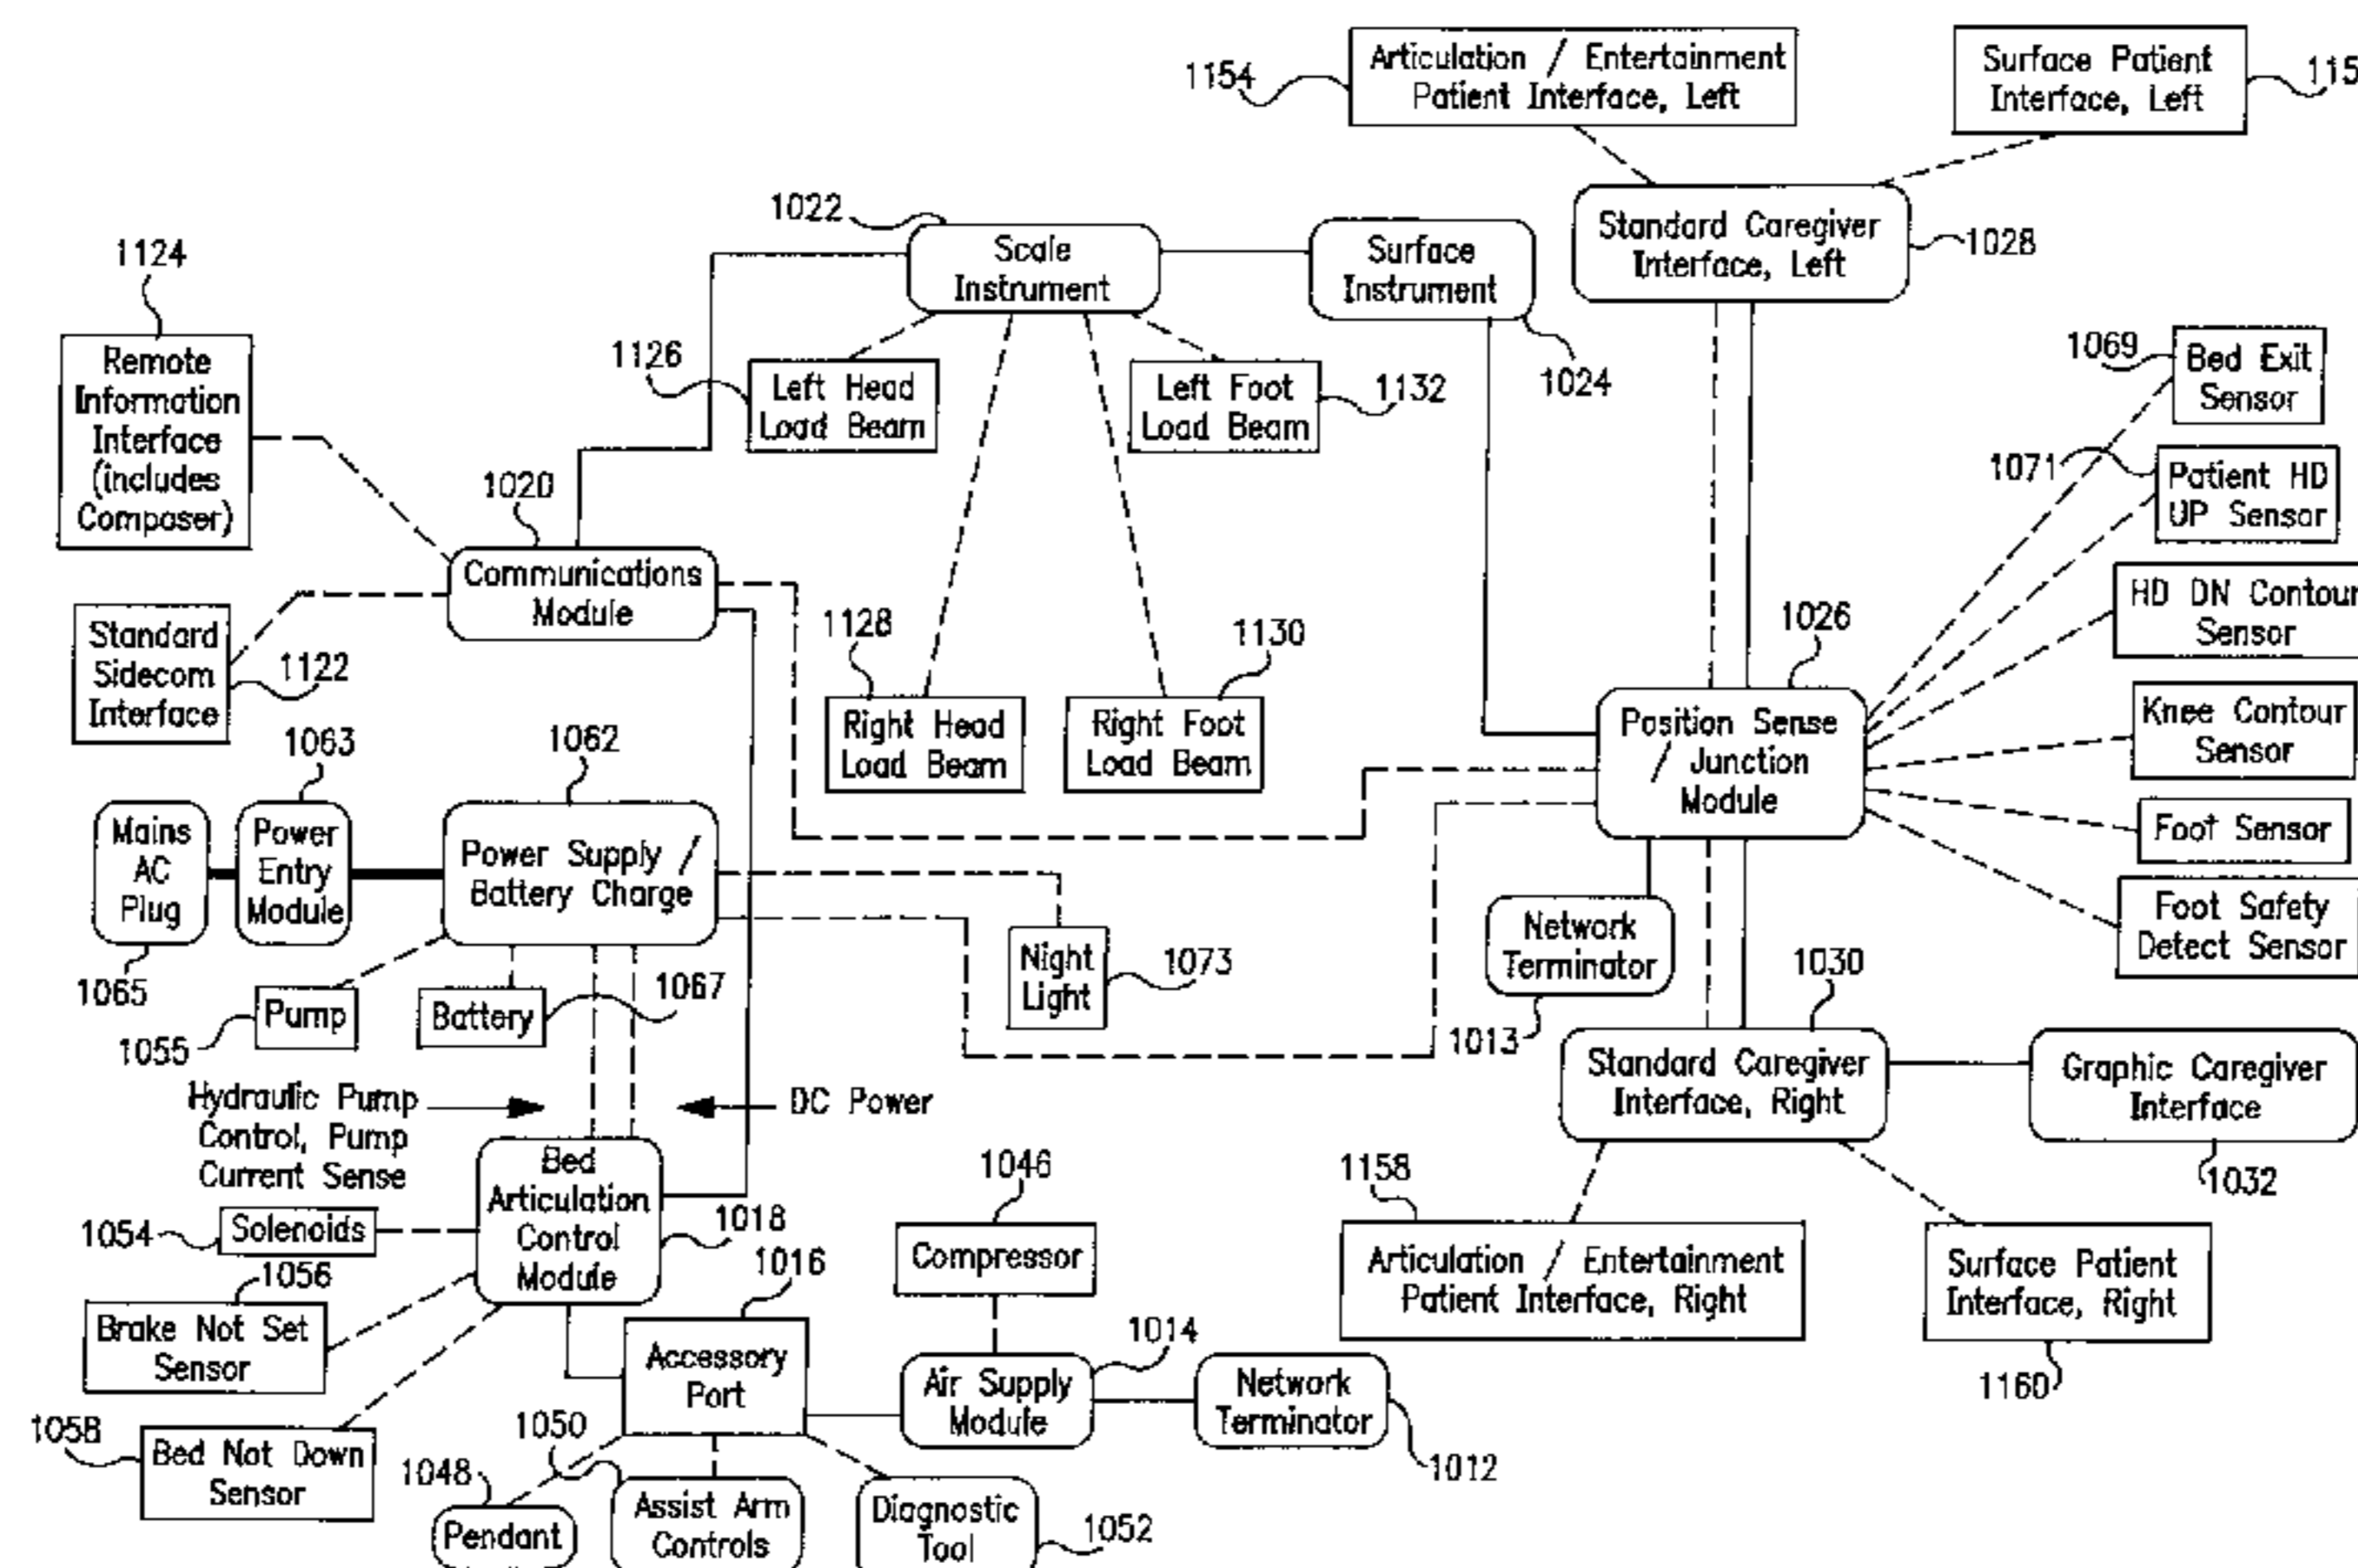 1154
Articulation / Entertainment
Patient Interface, Left
Surface Patient
Interface, Left
115
Standard Caregiver
Interface, Left
1028
1022
Scale
Instrument
Surface
Instrument
1024
1124
Remote
Information
Interface
(includes
Composer)
1126
Left Head
Load Beam
Left Foot
Load Beam
1132
1069
Bed Exit
Sensor
1071
Patient HD
UP Sensor
HD DN Contour
Sensor
Knee Contour
Sensor
Foot Sensor
Foot Safety
Detect Sensor
1020
Communications
Module
Standard
Sidecom
Interface
1122
1128
Right Head
Load Beam
1130
Right Foot
Load Beam
1026
Position Sense
/ Junction
Module
1063
1062
Mains
AC
Plug
Power
Entry
Module
Power Supply /
Battery Charge
1065
1055
Pump
Battery
1067
Night
Light
1073
Network
Terminator
1013
1030
Standard Caregiver
Interface, Right
Graphic Caregiver
Interface
1032
Hydraulic Pump
Control, Pump
Current Sense
DC Power
Bed
Articulation
Control
Module
1018
1054
Solenoids
1056
Brake Not Set
Sensor
1058
Bed Not Down
Sensor
1016
Accessory
Port
1046
Compressor
1014
Air Supply
Module
Network
Terminator
1012
1158
Articulation / Entertainment
Patient Interface, Right
Surface Patient
Interface, Right
1160
1048
Pendant
1050
Assist Arm
Controls
Diagnostic
Tool
1052